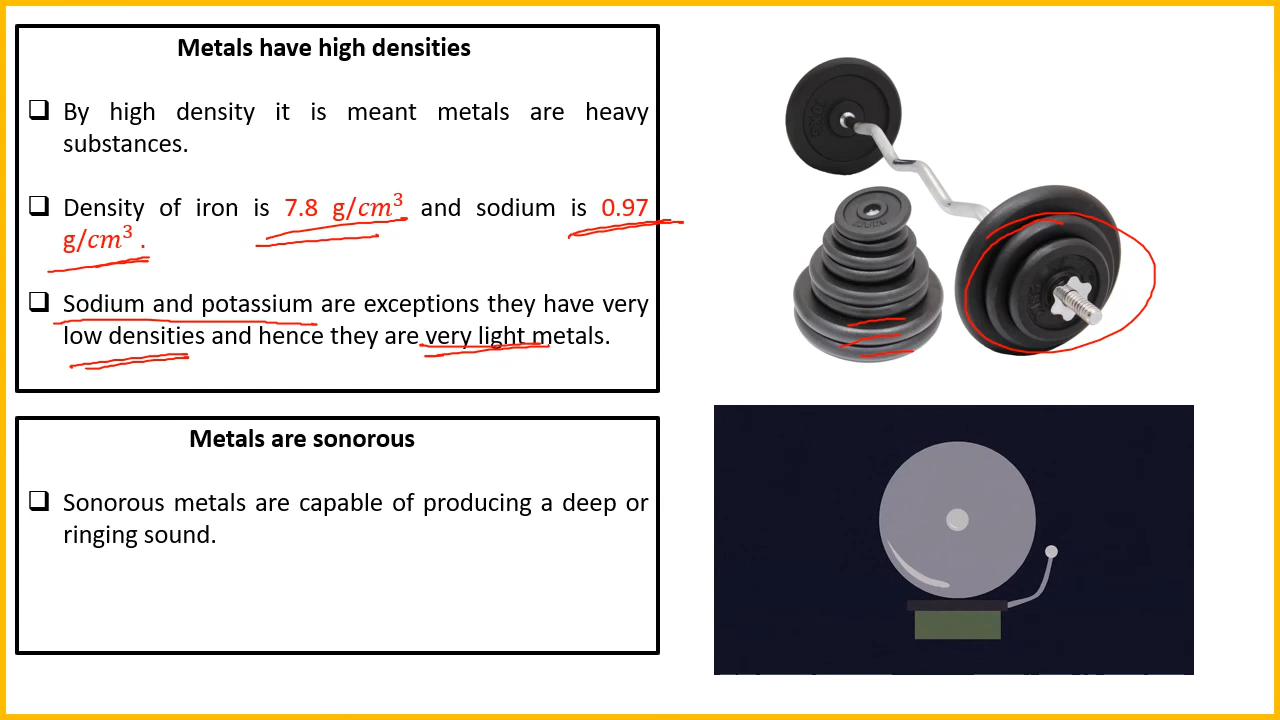 Metals have high densities
❑ By high density it is meant metals are heavy
substances.
❑ Density of iron is 7.8 g/cm³ and sodium is 0.97
g/cm³ .
❑ Sodium and potassium are exceptions they have very
low densities and hence they are very light metals.
Metals are sonorous
❑ Sonorous metals are capable of producing a deep or
ringing sound.